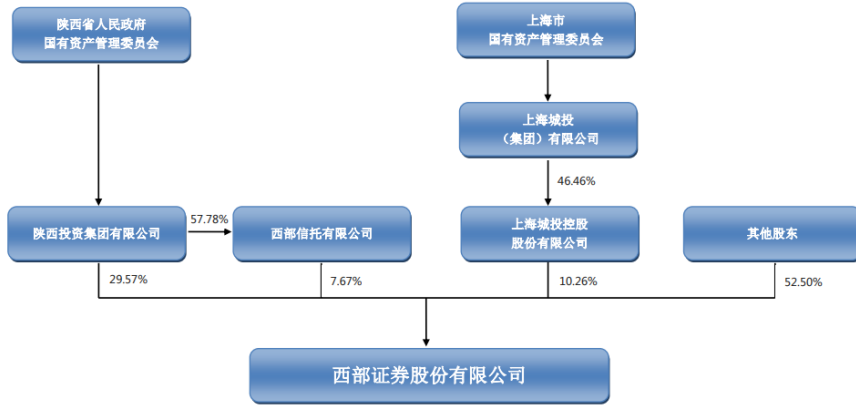 陕西省人民政府
国有资产管理委员会
上海市
国有资产管理委员会
上海城投
（集团）有限公司
46.46%
陕西投资集团有限公司
57.78%
西部信托有限公司
上海城投控股
股份有限公司
其他股东
29.57%
7.67%
10.26%
52.50%
西部证券股份有限公司